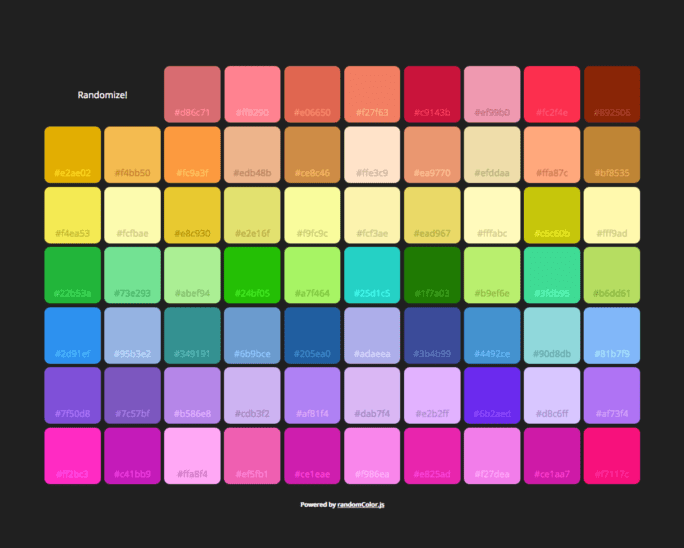 Randomize!
#d86c71 #ff8290 #e06650 #f27f63 #c9143b #ef99b0 #fc2f4e #892506
#e2ae02 #f4bb50 #fc9a3f #edb48b #ce8c46 #ffe3c9 #ea9770 #efddaa #ffa87c #bf8535
#f4ea53 #fcfbae #e8c930 #e2e16f #f9fc9c #fcf3ae #ead967 #fffabc #c6c60b #fff9ad
#22b53a #73e293 #abef94 #24bf05 #a7f464 #25d1c5 #1f7a03 #b9ef6e #3fdb95 #b6dd61
#2d91ef #95b3e2 #349191 #6b9bce #205ea0 #adaeea #3b4b99 #4492ce #90d8db #81b7f9
#7f50d8 #7c57bf #b586e8 #cdb3f2 #af81f4 #dab7f4 #e2b2ff #6b2aed #d8c6ff #af73f4
#ff2bc3 #c41bb9 #ffa8f4 #ef5fb1 #ce1eae #f986ea #e825ad #f27dea #ce1aa7 #f7117c
Powered by randomColor.js